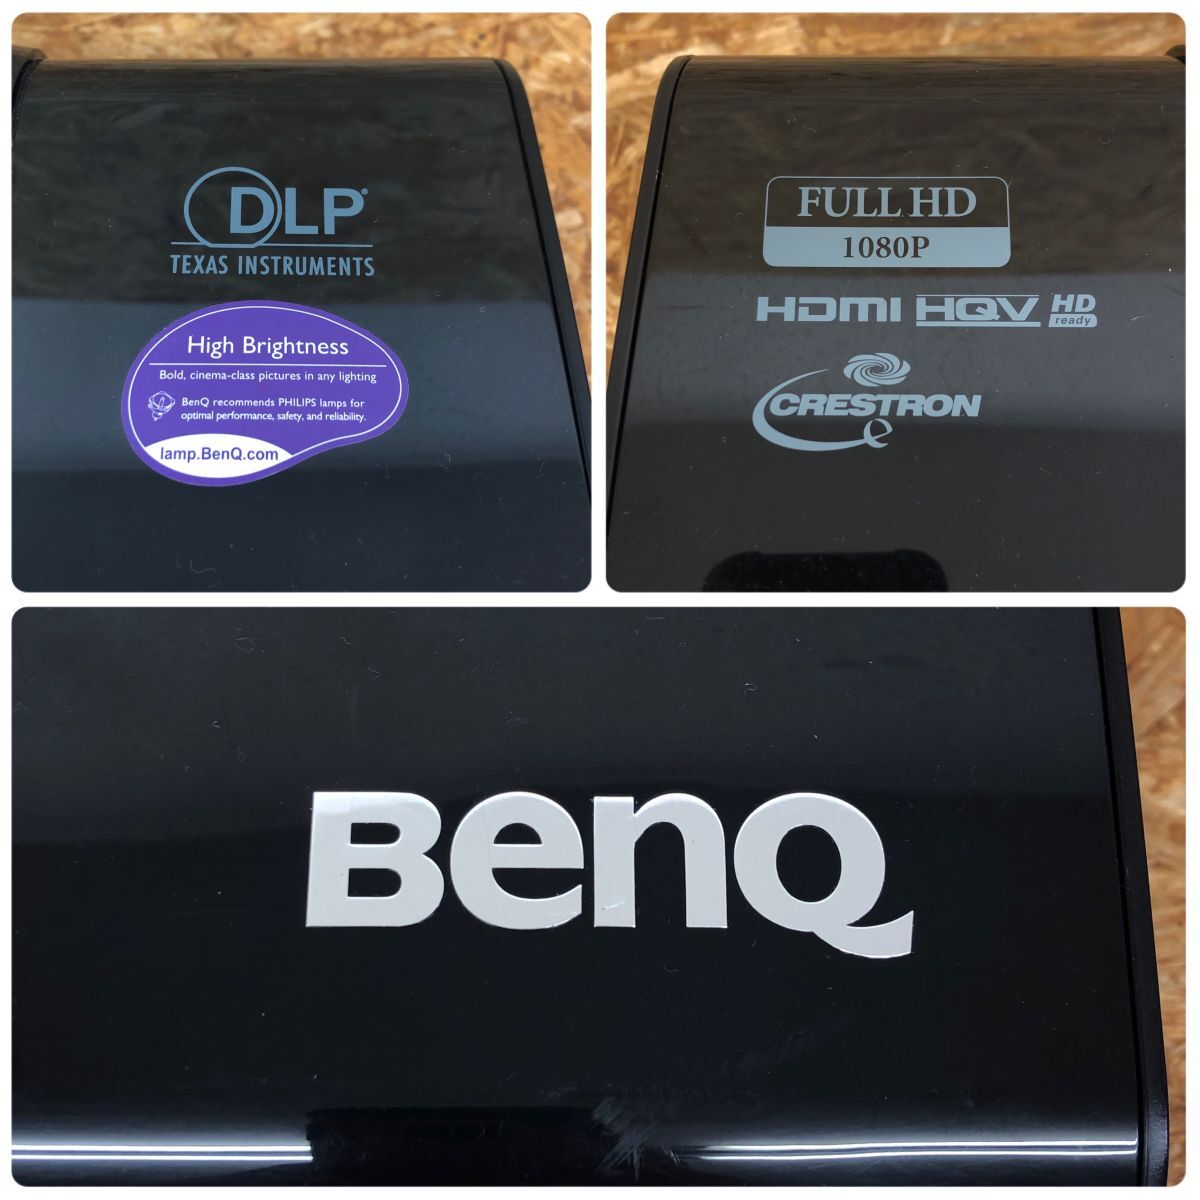 DLP®
TEXAS INSTRUMENTS
High Brightness
Bold, cinema-class pictures in any lighting
BenQ recommends PHILIPS lamps for
optimal performance, safety, and reliability.
lamp.BenQ.com
FULL HD
1080P
HDMI HQV HD
ready
CRESTRON
e
BenQ